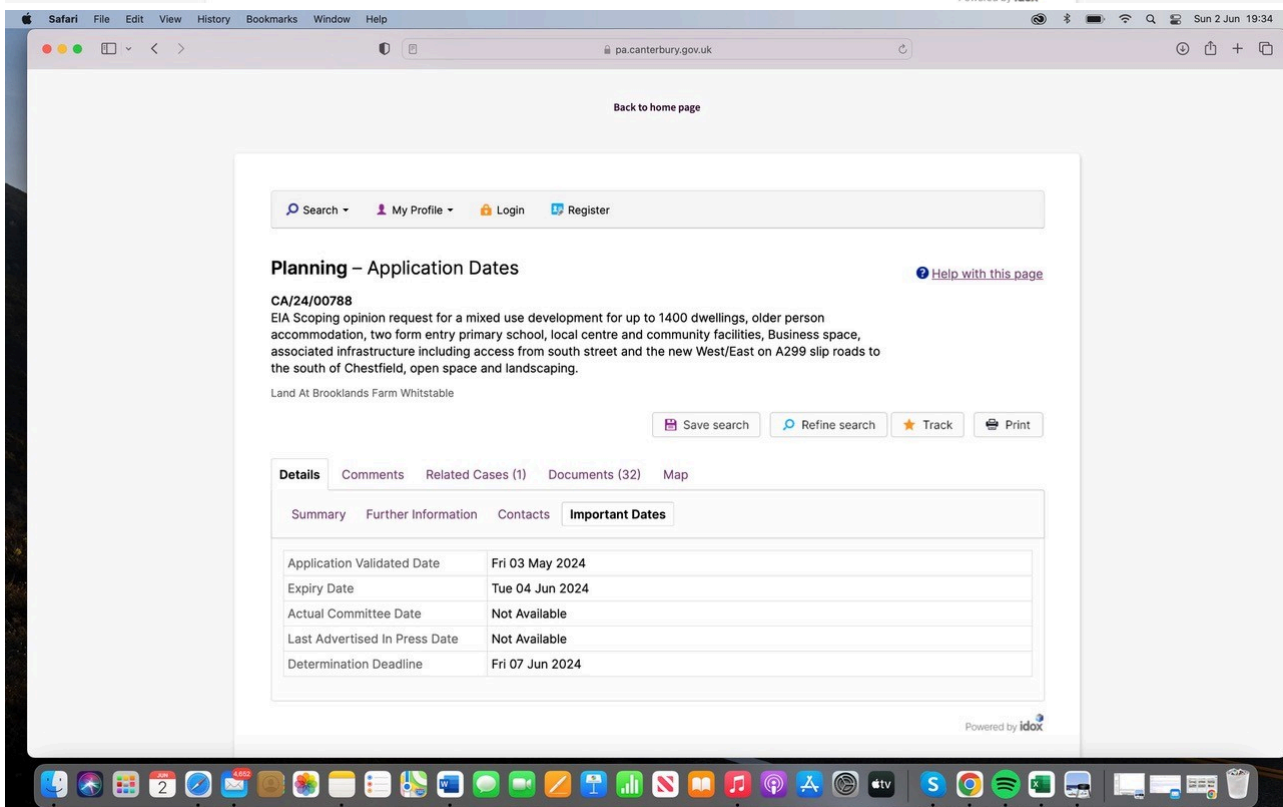 Safari File Edit View History Bookmarks Window Help Sun 2 Jun 19:34
pa.canterbury.gov.uk
Back to home page
Search My Profile Login Register
Planning – Application Dates
Help with this page
CA/24/00788
EIA Scoping opinion request for a mixed use development for up to 1400 dwellings, older person
accommodation, two form entry primary school, local centre and community facilities, Business space,
associated infrastructure including access from south street and the new West/East on A299 slip roads to
the south of Chestfield, open space and landscaping.
Land At Brooklands Farm Whitstable
Save search Refine search Track Print
Details Comments Related Cases (1) Documents (32) Map
Summary Further Information Contacts Important Dates
Application Validated Date Fri 03 May 2024
Expiry Date Tue 04 Jun 2024
Actual Committee Date Not Available
Last Advertised In Press Date Not Available
Determination Deadline Fri 07 Jun 2024
Powered by idox
JUN
2
4,652
tv